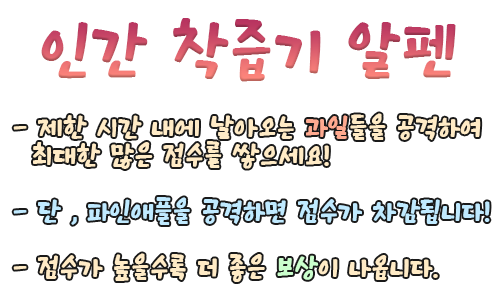 인간 착즙기 알펜
- 제한 시간 내에 날아오는 과일들을 공격하여
최대한 많은 점수를 쌓으세요!
- 단 , 파인애플을 공격하면 점수가 차감됩니다!
- 점수가 높을수록 더 좋은 보상이 나옵니다.